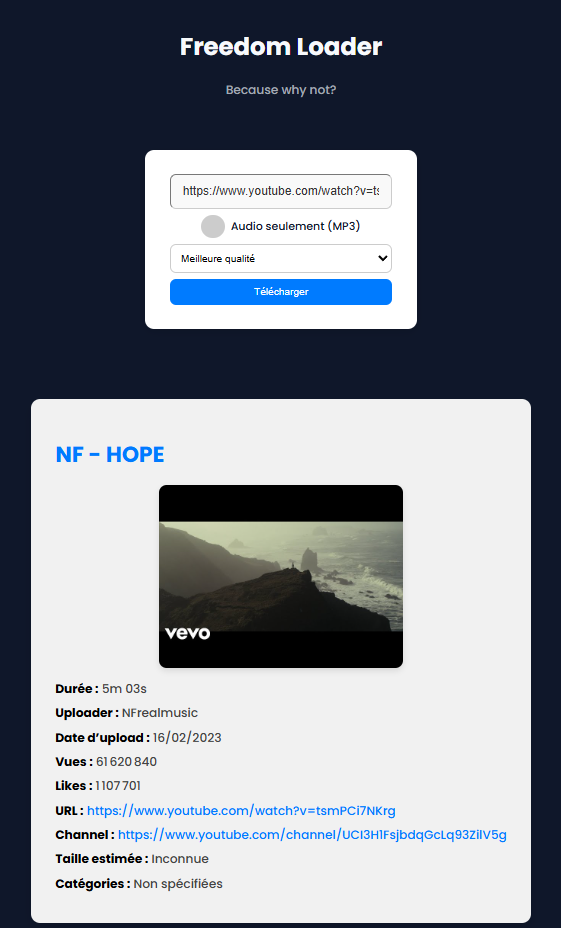 Freedom Loader
Because why not?
https://www.youtube.com/watch?v=ts
Audio seulement (MP3)
Meilleure qualité
Télécharger
NF - HOPE
vevo
Durée : 5m 03s
Uploader : NFrealmusic
Date d’upload : 16/02/2023
Vues : 61 620 840
Likes : 1 107 701
URL : https://www.youtube.com/watch?v=tsmPCi7NKrg
Channel : https://www.youtube.com/channel/UCI3H1FsjbdqGcLq93ZilV5g
Taille estimée : Inconnue
Catégories : Non spécifiées